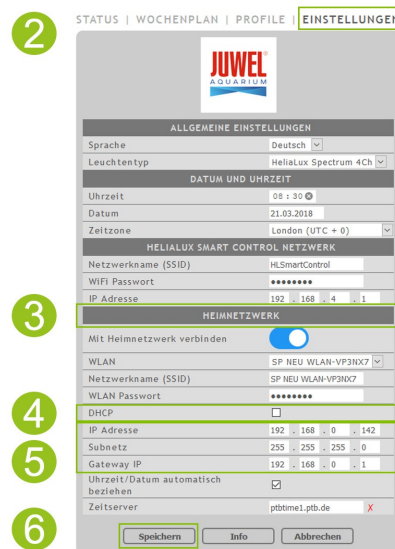 2
STATUS | WOCHENPLAN | PROFILE | EINSTELLUNGEN
JUWEL
AQUARIUM
ALLGEMEINE EINSTELLUNGEN
Sprache Deutsch
Leuchtentyp HeliaLux Spectrum 4Ch
DATUM UND UHRZEIT
Uhrzeit 08 : 30
Datum 21.03.2018
Zeitzone London (UTC + 0)
HELIALUX SMART CONTROL NETZWERK
Netzwerkname (SSID) HLSmartControl
WiFi Passwort ●●●●●●●●
IP Adresse 192 . 168 . 4 . 1
3
HEIMNETZWERK
Mit Heimnetzwerk verbinden
WLAN SP NEU WLAN-VP3NX7
Netzwerkname (SSID) SP NEU WLAN-VP3NX7
WLAN Passwort ●●●●●●●●
4
DHCP
IP Adresse 192 . 168 . 0 . 142
5
Subnetz 255 . 255 . 255 . 0
Gateway IP 192 . 168 . 0 . 1
Uhrzeit/Datum automatisch
beziehen
Zeitserver ptbtime1.ptb.de X
6
Speichern Info Abbrechen